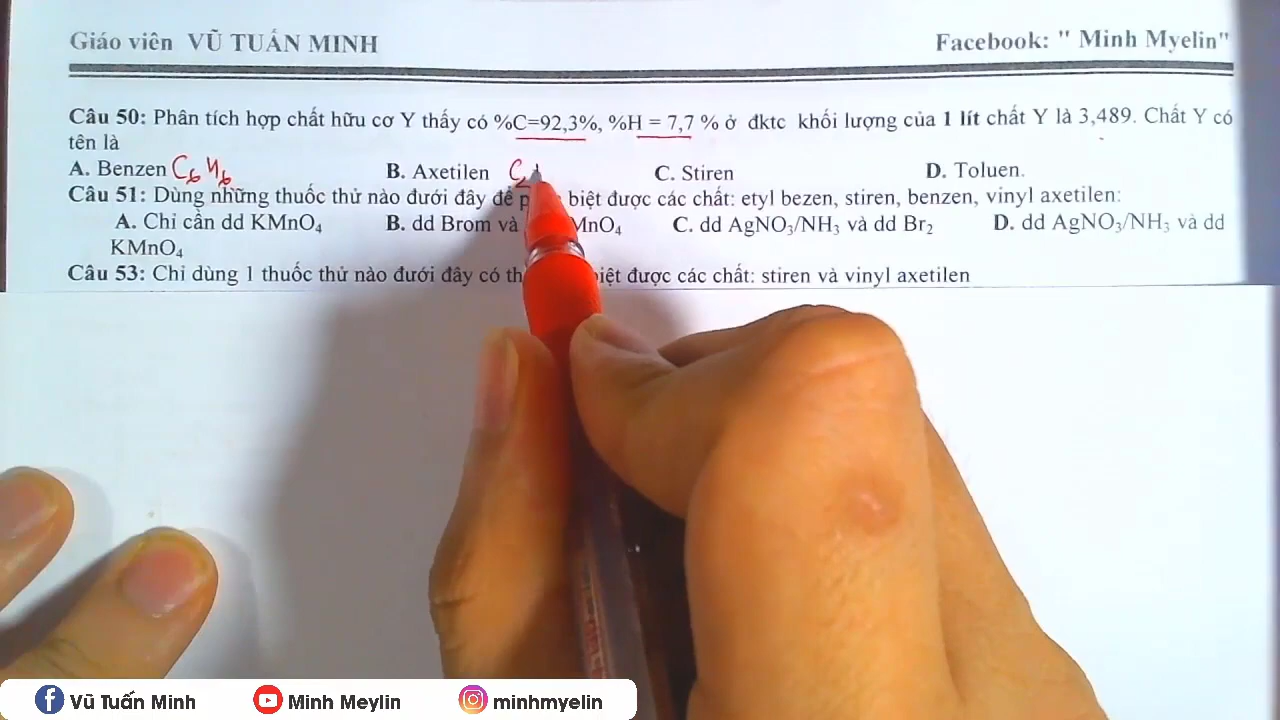 Giáo viên VŨ TUẤN MINH
Facebook: " Minh Myelin"
Câu 50: Phân tích hợp chất hữu cơ Y thấy có %C=92,3%, %H = 7,7 % ở đktc khối lượng của 1 lít chất Y là 3,489. Chất Y có
tên là
A. Benzen C6H6 B. Axetilen C2 C. Stiren D. Toluen.
Câu 51: Dùng những thuốc thử nào dưới đây để biệt được các chất: etyl bezen, stiren, benzen, vinyl axetilen:
A. Chỉ cần dd KMnO4 B. dd Brom và MnO4 C. dd AgNO3/NH3 và dd Br2 D. dd AgNO3/NH3 và dd
KMnO4
Câu 53: Chỉ dùng 1 thuốc thử nào dưới đây có biệt được các chất: stiren và vinyl axetilen
Vũ Tuấn Minh Minh Meylin minhmyelin